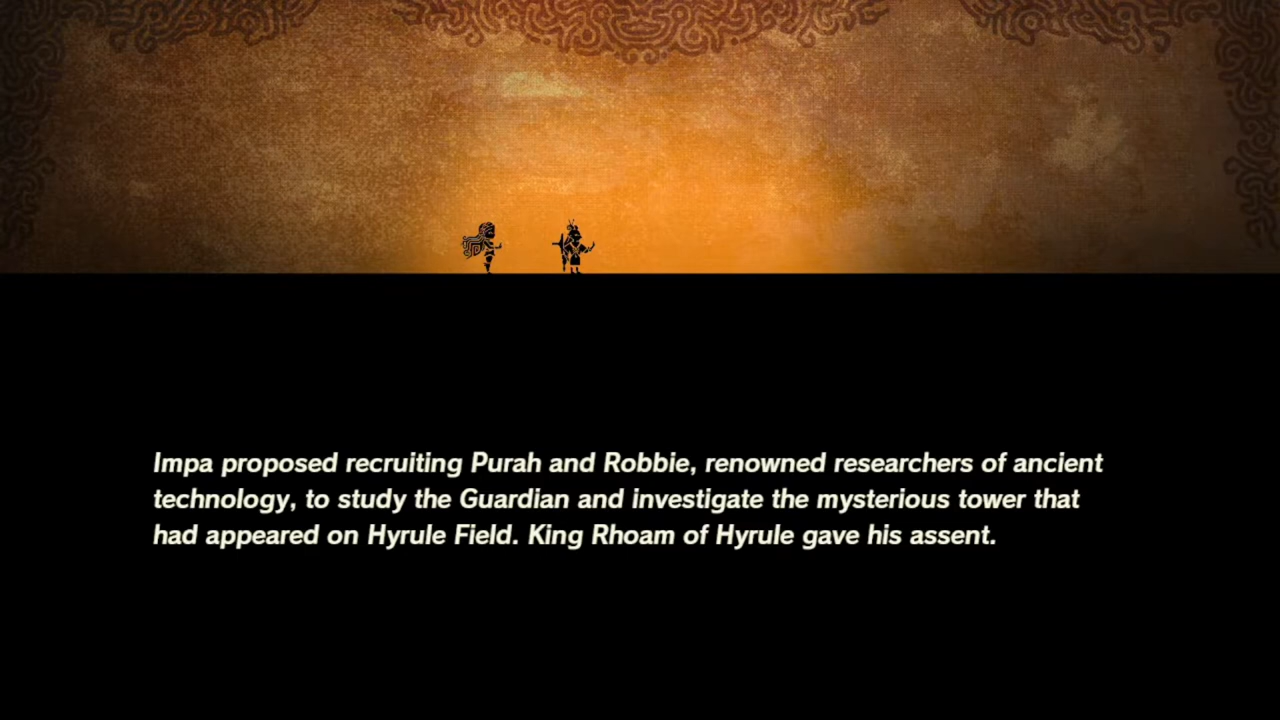 Impa proposed recruiting Purah and Robbie, renowned researchers of ancient
technology, to study the Guardian and investigate the mysterious tower that
had appeared on Hyrule Field. King Rhoam of Hyrule gave his assent.